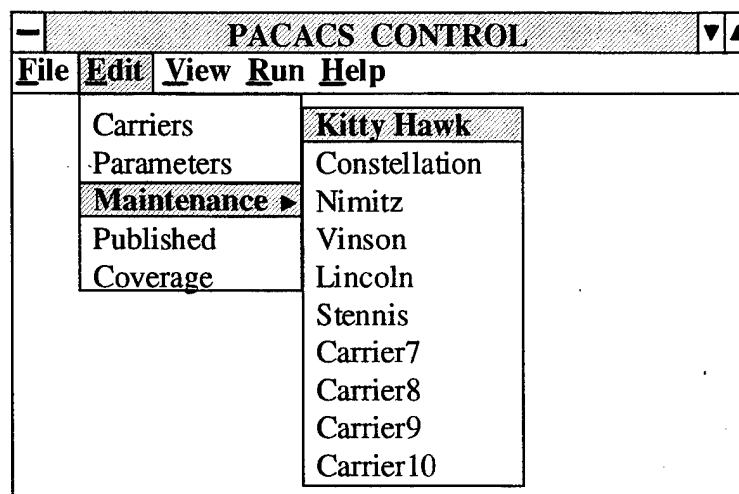 PACACS CONTROL
File Edit View Run Help
Carriers
Parameters
Maintenance
Published
Coverage
Kitty Hawk
Constellation
Nimitz
Vinson
Lincoln
Stennis
Carrier7
Carrier8
Carrier9
Carrier10